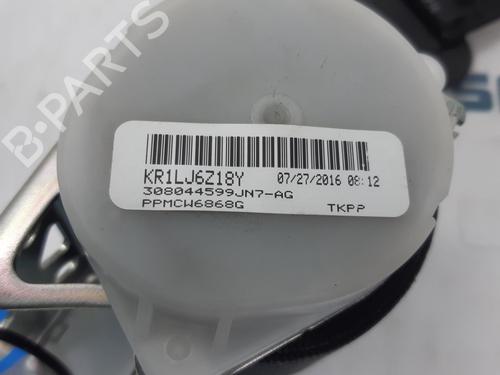 B-PARTS
KR1LJ6Z18Y 07/27/2016 08:12
308044599JN7-AG
PPMCW6868G TKPP